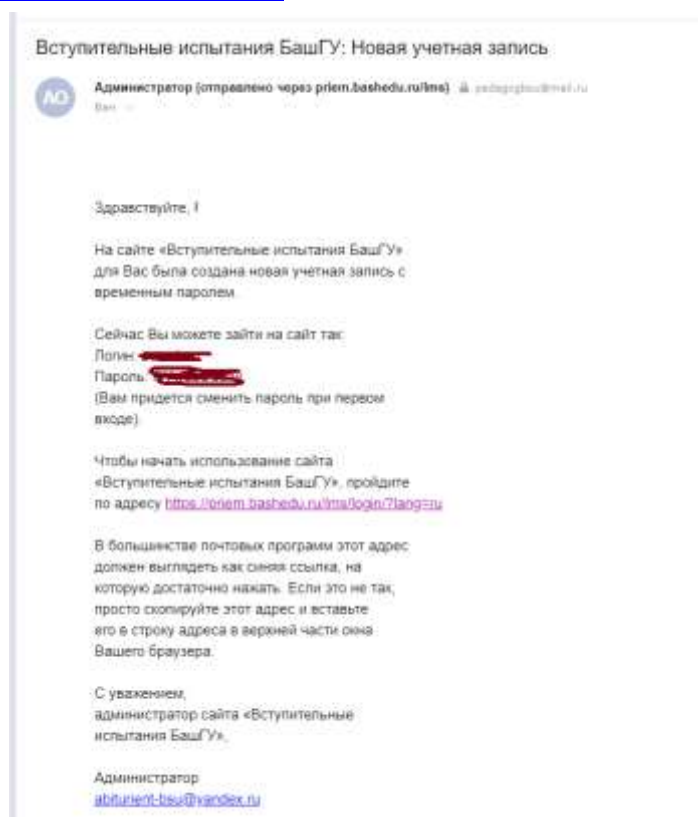 Вступительные испытания БашГУ: Новая учетная запись
АО
Администратор (отправлено через priem.bashedu.ru/lms)
Вам
Здравствуйте,
На сайте «Вступительные испытания БашГУ»
для Вас была создана новая учетная запись с
временным паролем.
Сейчас Вы можете зайти на сайт так:
Логин:
Пароль:
(Вам придется сменить пароль при первом
входе)
Чтобы начать использование сайта
«Вступительные испытания БашГУ», пройдите
по адресу https://priem.bashedu.ru/lms/login/?lang=ru
В большинстве почтовых программ этот адрес
должен выглядеть как синяя ссылка, на
которую достаточно нажать. Если это не так,
просто скопируйте этот адрес и вставьте
его в строку адреса в верхней части окна
Вашего браузера.
С уважением,
администратор сайта «Вступительные
испытания БашГУ»,
Администратор
abiturient-bsu@yandex.ru